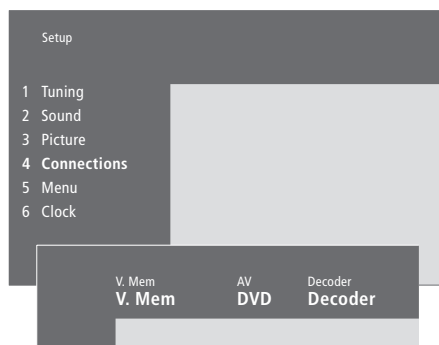 Setup
1 Tuning
2 Sound
3 Picture
4 Connections
5 Menu
6 Clock
V. Mem AV Decoder
V. Mem DVD Decoder